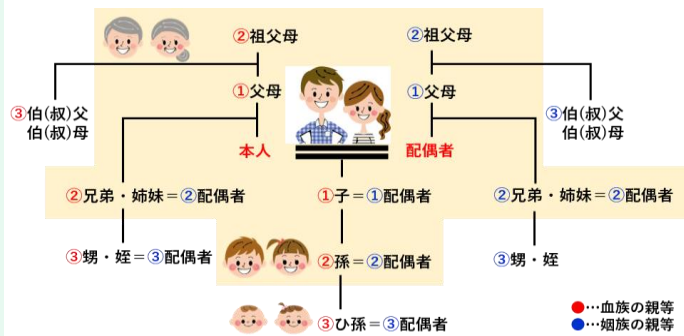 ②祖父母
②祖父母
①父母
①父母
③伯(叔)父
伯(叔)母
③伯(叔)父
伯(叔)母
本人
配偶者
②兄弟・姉妹＝②配偶者
①子＝①配偶者
②兄弟・姉妹＝②配偶者
③甥・姪＝③配偶者
②孫＝②配偶者
③甥・姪
③ひ孫＝③配偶者
●…血族の親等
●…姻族の親等